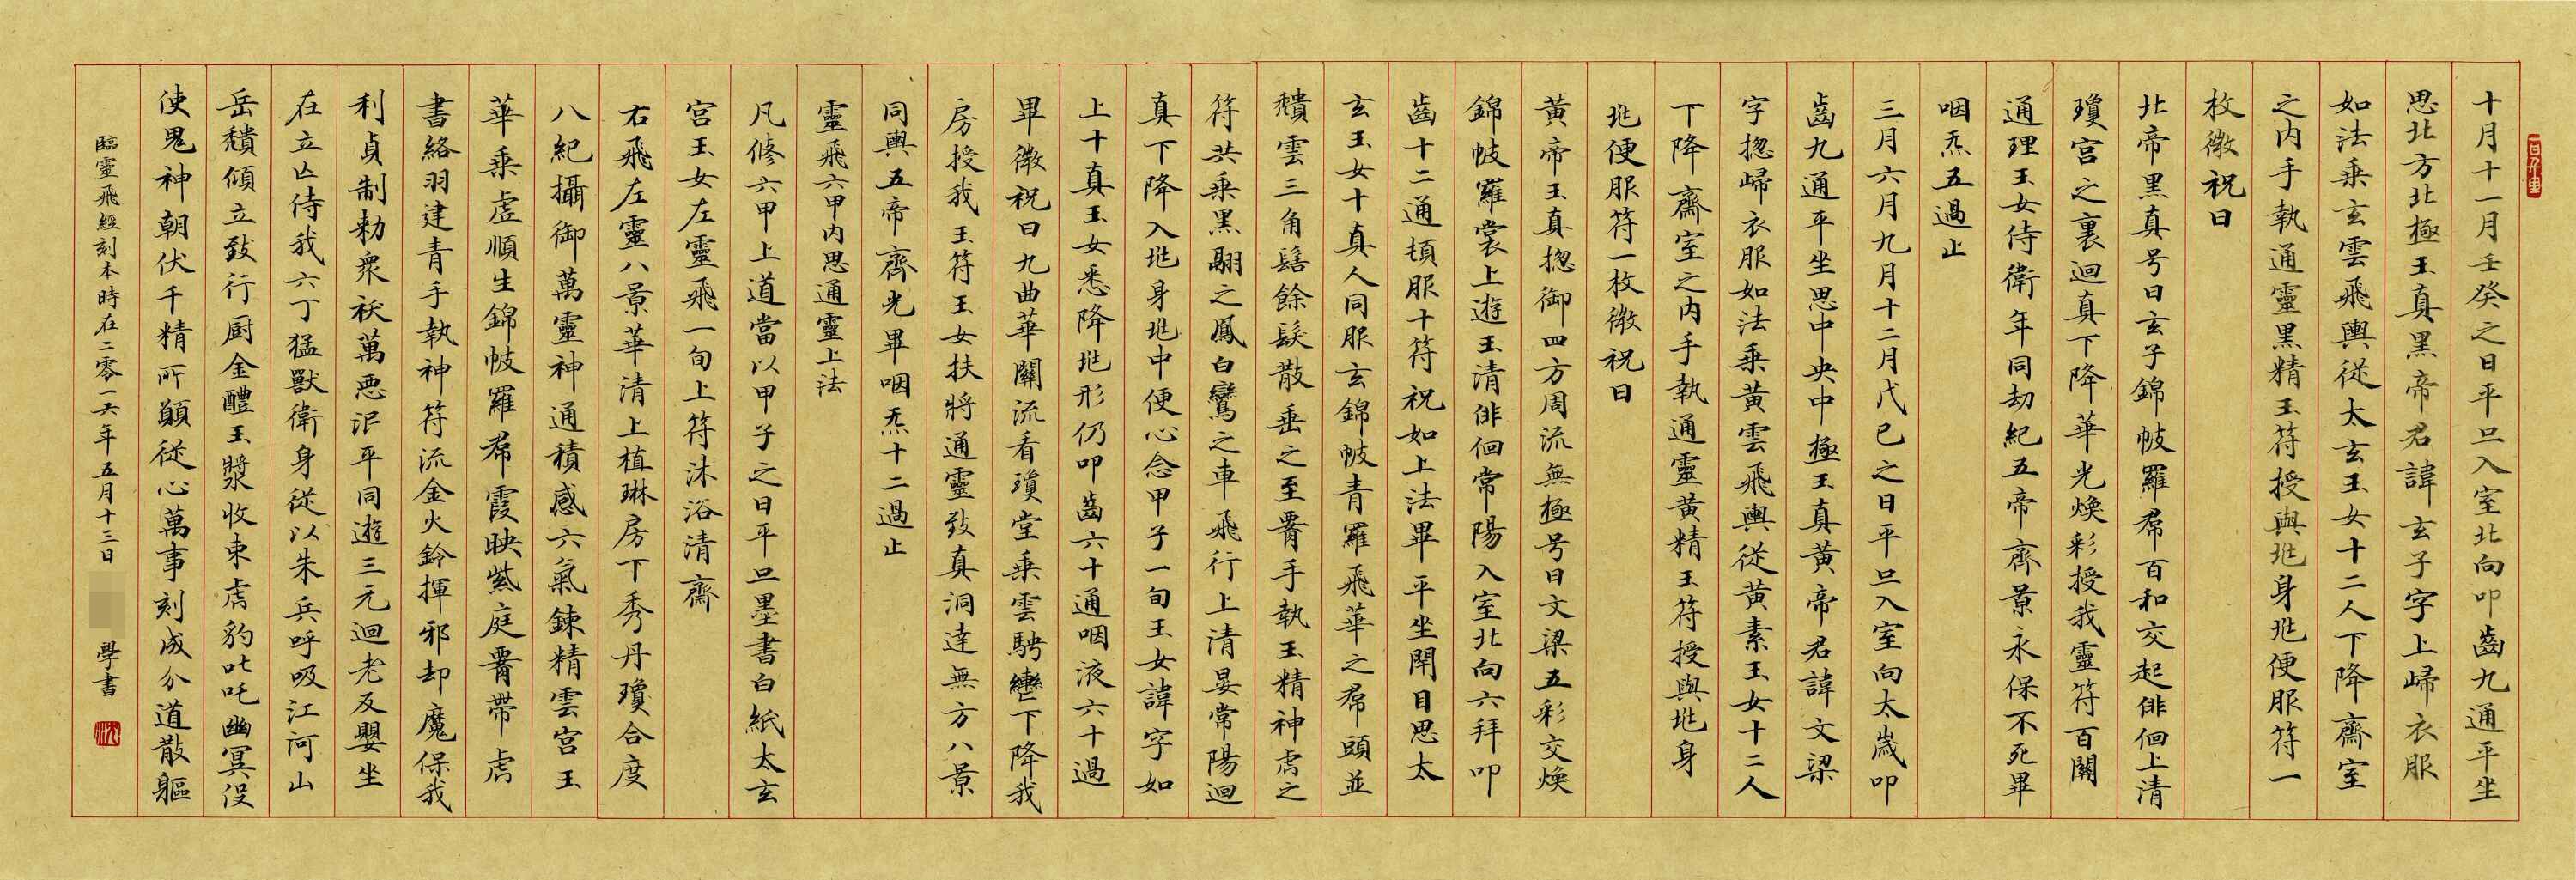 十月十一月壬癸之日平旦入室北向叩齒九通平坐
思北方北極玉真黑帝君諱玄子字上歸衣服
如法乘玄雲飛輿從太玄玉女十二人下降齋室
之內手執通靈黑精玉符授與兆身兆便服符一
枚微祝曰
北帝黑真号曰玄子錦帔羅帬百和交起俳佪上清
瓊宮之裏迴真下降華光煥彩授我靈符百關
通理玉女侍衛年同劫紀五帝齊景永保不死畢
咽炁五過止
三月六月九月十二月戊己之日平旦入室向太歲叩
齒九通平坐思中央中極玉真黃帝君諱文梁
字摠歸衣服如法乘黃雲飛輿從黃素玉女十二人
下降齋室之內手執通靈黃精玉符授與兆身
兆便服符一枚微祝曰
黃帝玉真摠御四方周流無極号曰文梁五彩交煥
錦帔羅裳上遊玉清俳佪常陽入室北向六拜叩
齒十二通頓服十符祝如上法畢平坐閉目思太
玄玉女十真人同服玄錦帔青羅飛華之帬頭並
穨雲三角髻餘髮散垂之至䯊手執玉精神虎之
符共乘黑翮之鳳白鸞之車飛行上清晏常陽迴
真下降入兆身兆中便心念甲子一旬玉女諱字如
上十真玉女悉降兆形仍叩齒六十通咽液六十過
畢微祝曰九曲華關流看瓊堂乘雲騁轡下降我
房授我玉符玉女扶將通靈致真洞達無方八景
同輿五帝齊光畢咽炁十二過止
靈飛六甲內思通靈上法
凡修六甲上道當以甲子之日平旦墨書白紙太玄
宮玉女左靈飛一旬上符沐浴清齋
右飛左靈八景華清上植琳房下秀丹瓊合度
八紀攝御萬靈神通積感六氣鍊精雲宮玉
華乘虛順生錦帔羅帬霞映紫庭䯊帶虎
書絡羽建青手執神符流金火鈴揮邪却魔保我
利貞制勑眾祅萬惡泯平同遊三元迴老反嬰坐
在立亡侍我六丁猛獸衛身從以朱兵呼吸江河山
岳穨傾立致行廚金醴玉漿收束虎豹叱吒幽冥役
使鬼神朝伏千精所願從心萬事剋成分道散軀
臨靈飛經刻本時在二零一六年五月十三日 學書